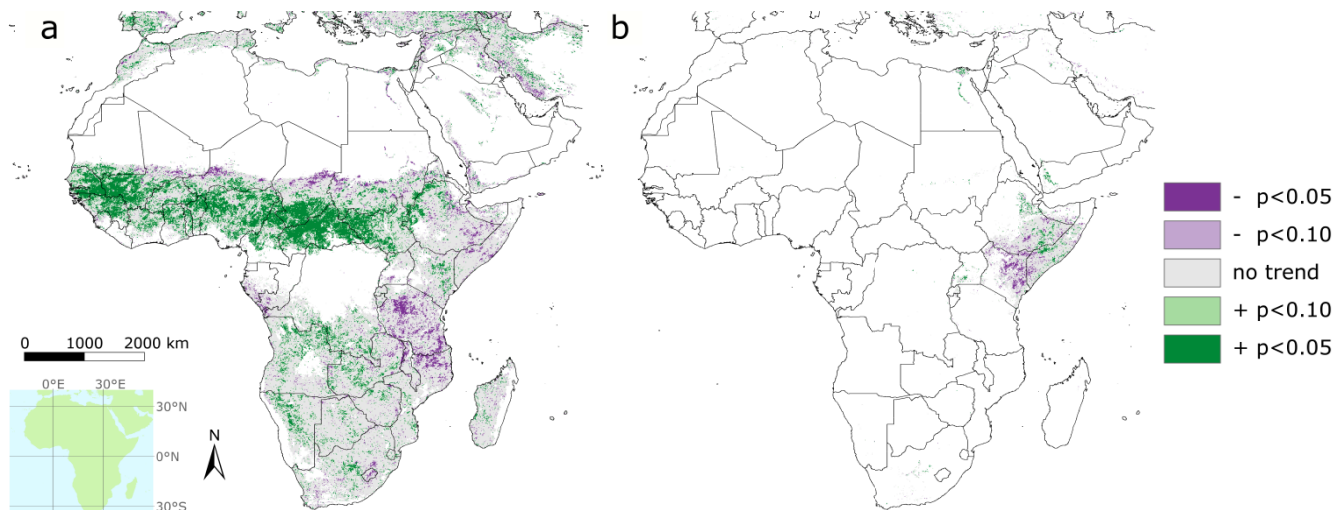 a
b
- p<0.05
- p<0.10
no trend
+ p<0.10
+ p<0.05
0 1000 2000 km
0°E 30°E
30°N
0°N
30°S
N